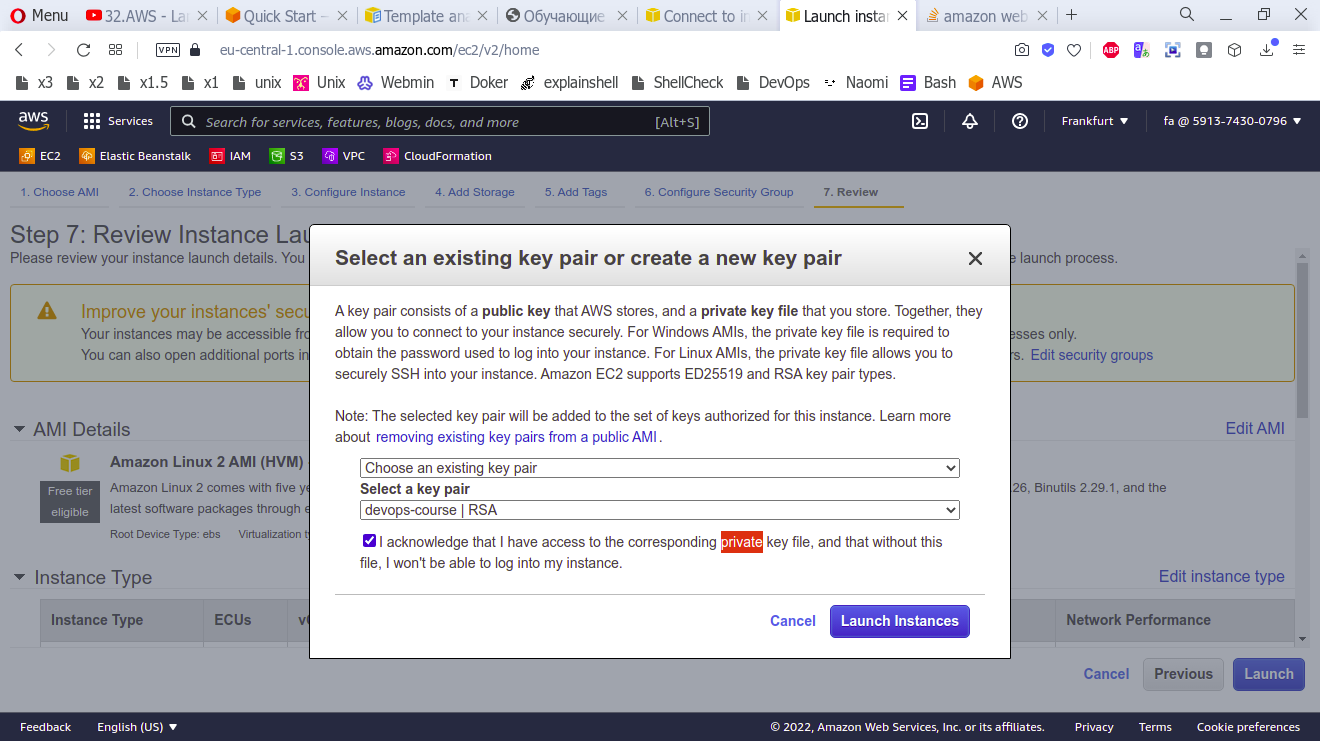 Menu
32.AWS - La
Quick Start –
Template ana
Обучающие
Connect to in
Launch instan
amazon web
VPN
eu-central-1.console.aws.amazon.com/ec2/v2/home
ABP
x3
x2
x1.5
x1
unix
Unix
Webmin
T Doker
explainshell
ShellCheck
DevOps
Naomi
Bash
AWS
aws
Services
Search for services, features, blogs, docs, and more
[Alt+S]
Frankfurt
fa @ 5913-7430-0796
EC2
Elastic Beanstalk
IAM
S3
VPC
CloudFormation
1. Choose AMI
2. Choose Instance Type
3. Configure Instance
4. Add Storage
5. Add Tags
6. Configure Security Group
7. Review
Step 7: Review Instance Lau
Please review your instance launch details. You
e launch process.
Improve your instances' secu
Your instances may be accessible fro
esses only.
You can also open additional ports in
rs. Edit security groups
Select an existing key pair or create a new key pair
A key pair consists of a public key that AWS stores, and a private key file that you store. Together, they
allow you to connect to your instance securely. For Windows AMIs, the private key file is required to
obtain the password used to log into your instance. For Linux AMIs, the private key file allows you to
securely SSH into your instance. Amazon EC2 supports ED25519 and RSA key pair types.
Note: The selected key pair will be added to the set of keys authorized for this instance. Learn more
about removing existing key pairs from a public AMI.
Choose an existing key pair
Select a key pair
devops-course | RSA
I acknowledge that I have access to the corresponding private key file, and that without this
file, I won't be able to log into my instance.
Cancel
Launch Instances
AMI Details
Edit AMI
Amazon Linux 2 AMI (HVM)
Free tier
eligible
Amazon Linux 2 comes with five ye
.26, Binutils 2.29.1, and the
latest software packages through e
Root Device Type: ebs
Virtualization ty
Instance Type
Edit instance type
Instance Type
ECUs
Network Performance
Cancel
Previous
Launch
Feedback
English (US)
© 2022, Amazon Web Services, Inc. or its affiliates.
Privacy
Terms
Cookie preferences